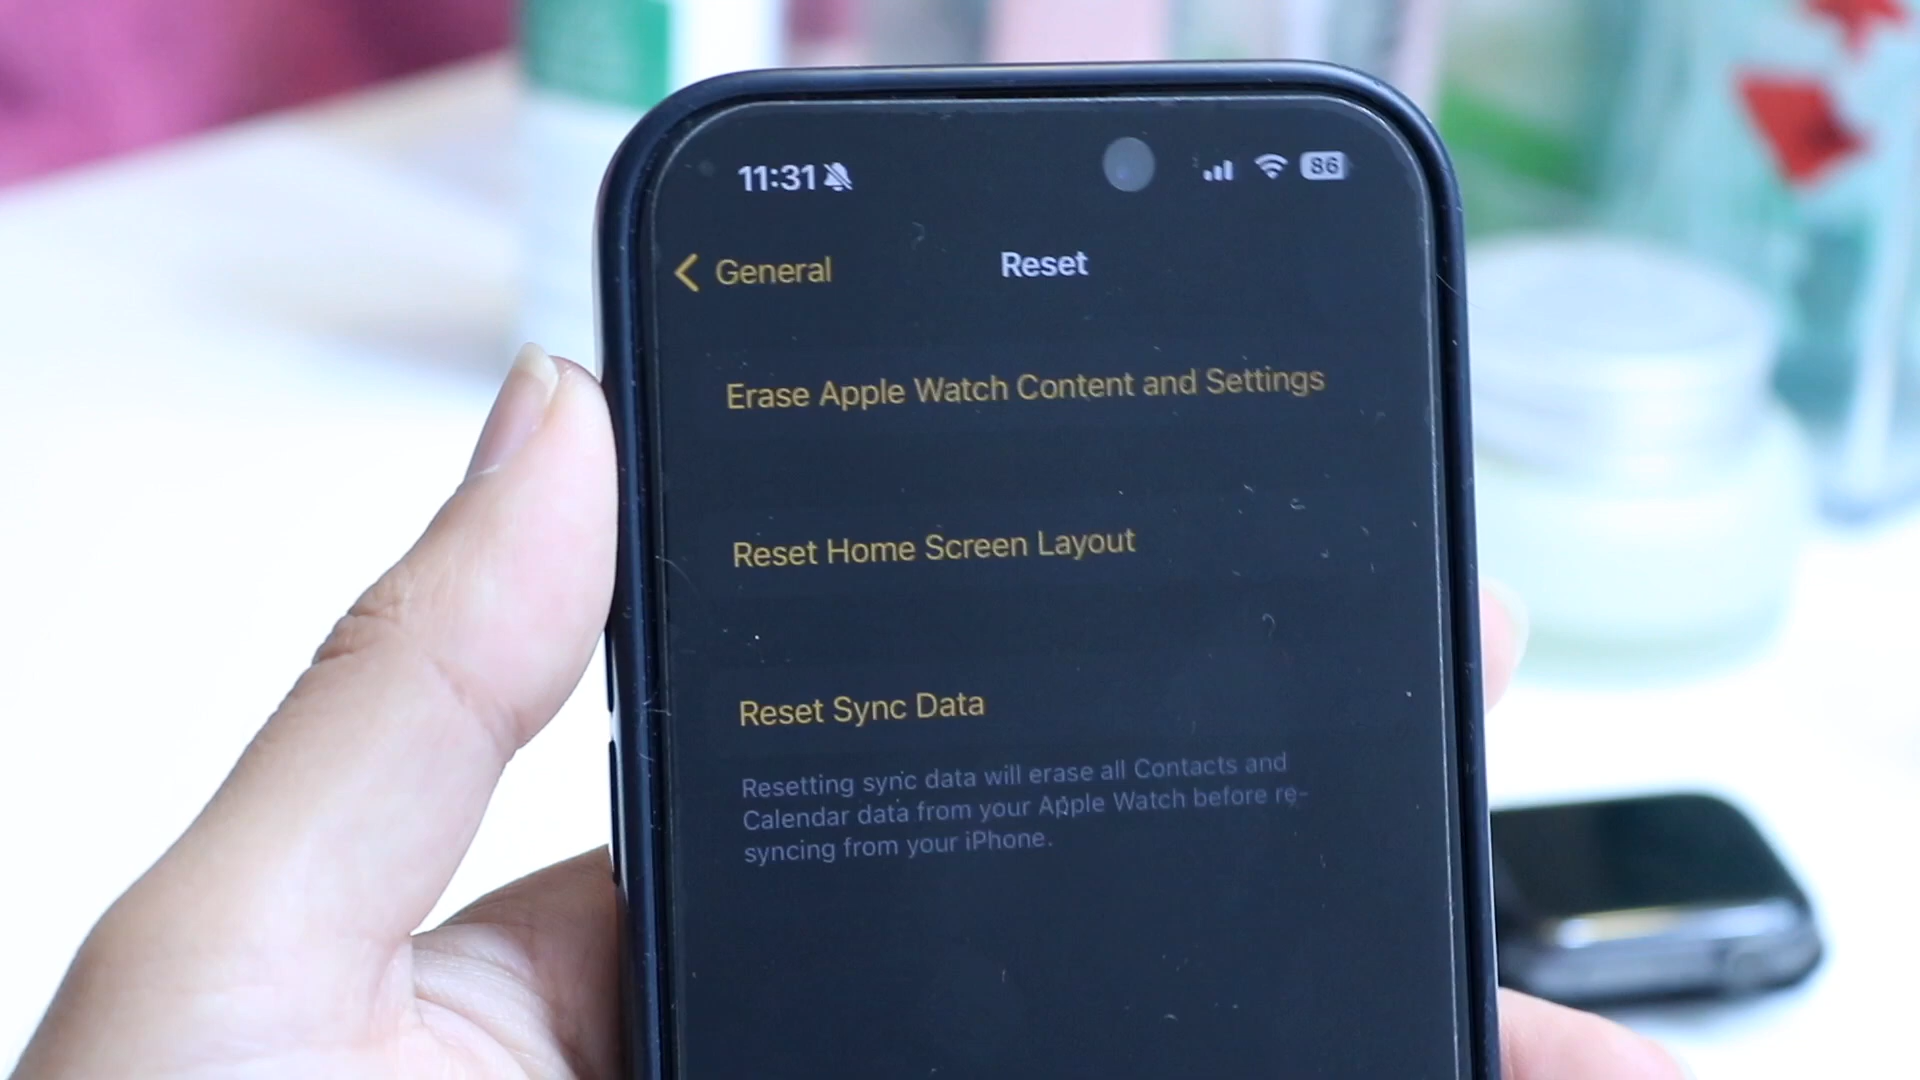 11:31
86
General
Reset
Erase Apple Watch Content and Settings
Reset Home Screen Layout
Reset Sync Data
Resetting sync data will erase all Contacts and
Calendar data from your Apple Watch before re-
syncing from your iPhone.